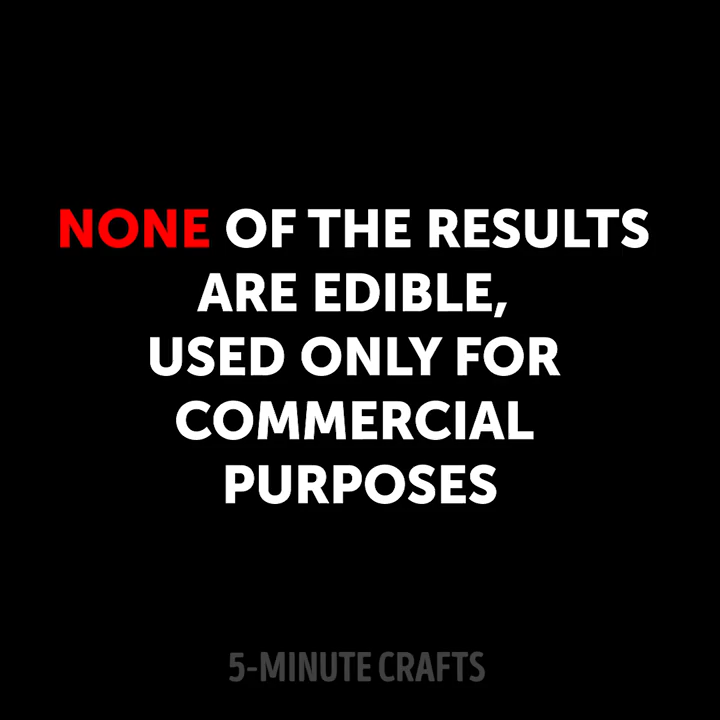 NONE OF THE RESULTS
ARE EDIBLE,
USED ONLY FOR
COMMERCIAL
PURPOSES
5-MINUTE CRAFTS